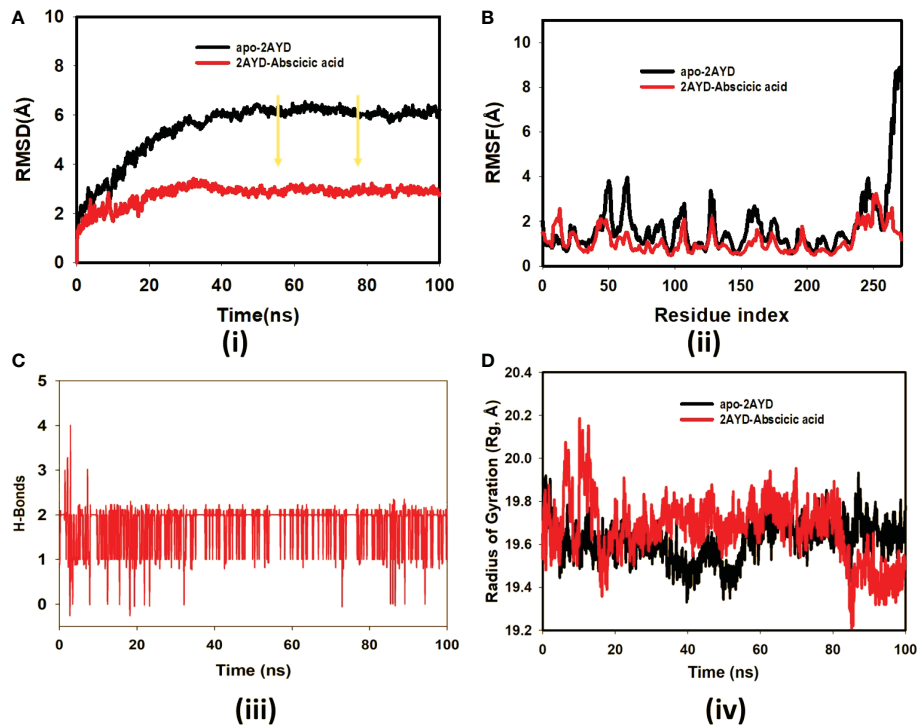 A
10
8
6
4
2
0
RMSD(Å)
apo-2AYD
2AYD-Abscicic acid
0 20 40 60 80 100
Time(ns)
(i)
B
10
8
6
4
2
0
RMSF(Å)
apo-2AYD
2AYD-Abscicic acid
0 50 100 150 200 250
Residue index
(ii)
C
5
4
3
2
1
0
H-Bonds
0 20 40 60 80 100
Time (ns)
(iii)
D
20.4
20.2
20.0
19.8
19.6
19.4
19.2
Radius of Gyration (Rg, Å)
apo-2AYD
2AYD-Abscicic acid
0 20 40 60 80 100
Time (ns)
(iv)